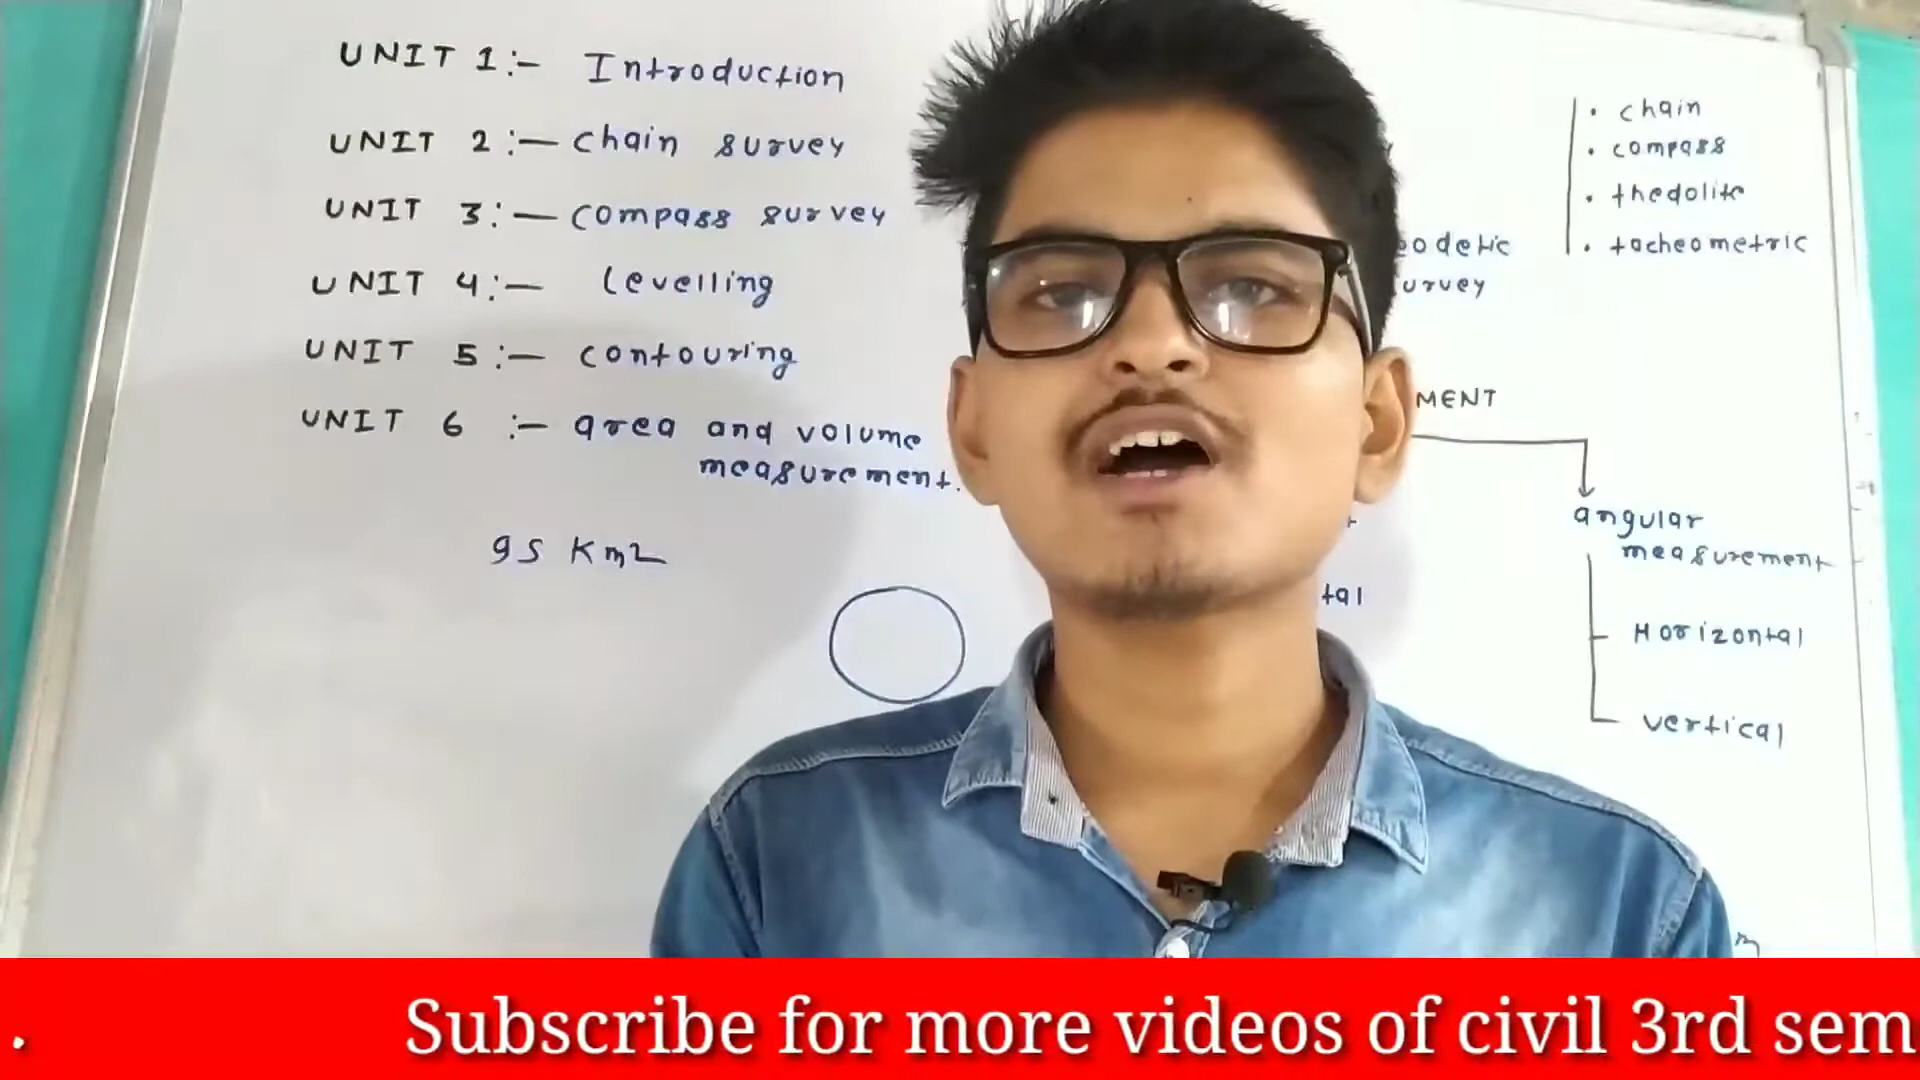 UNIT 1:- Introduction
UNIT 2:- chain survey
UNIT 3:- compass survey
UNIT 4:- Levelling
UNIT 5:- contouring
UNIT 6:- area and volume
measurement.
95 Km2
• chain
• compass
• thedolite
• tacheometric
odetic
urvey
MENT
angular
measurement
tal
Horizontal
vertical
. Subscribe for more videos of civil 3rd sem